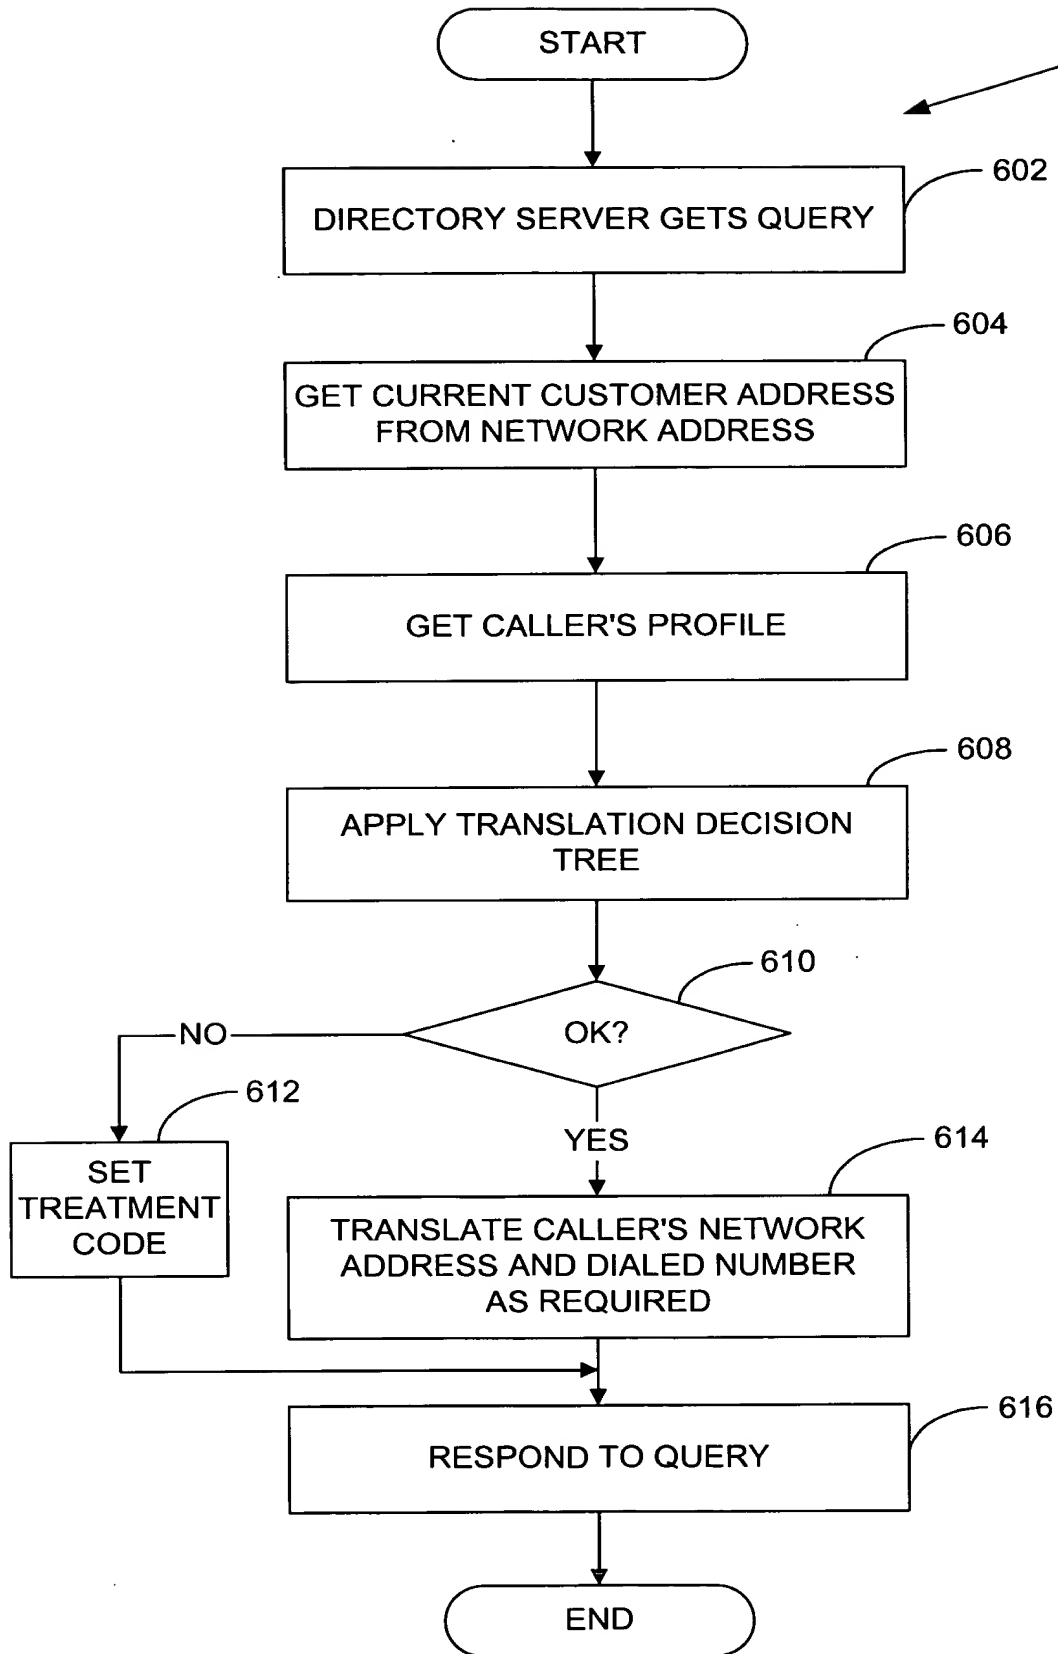 START
602
DIRECTORY SERVER GETS QUERY
604
GET CURRENT CUSTOMER ADDRESS
FROM NETWORK ADDRESS
606
GET CALLER'S PROFILE
608
APPLY TRANSLATION DECISION
TREE
610
OK?
NO
612
YES
614
SET
TREATMENT
CODE
TRANSLATE CALLER'S NETWORK
ADDRESS AND DIALED NUMBER
AS REQUIRED
616
RESPOND TO QUERY
END